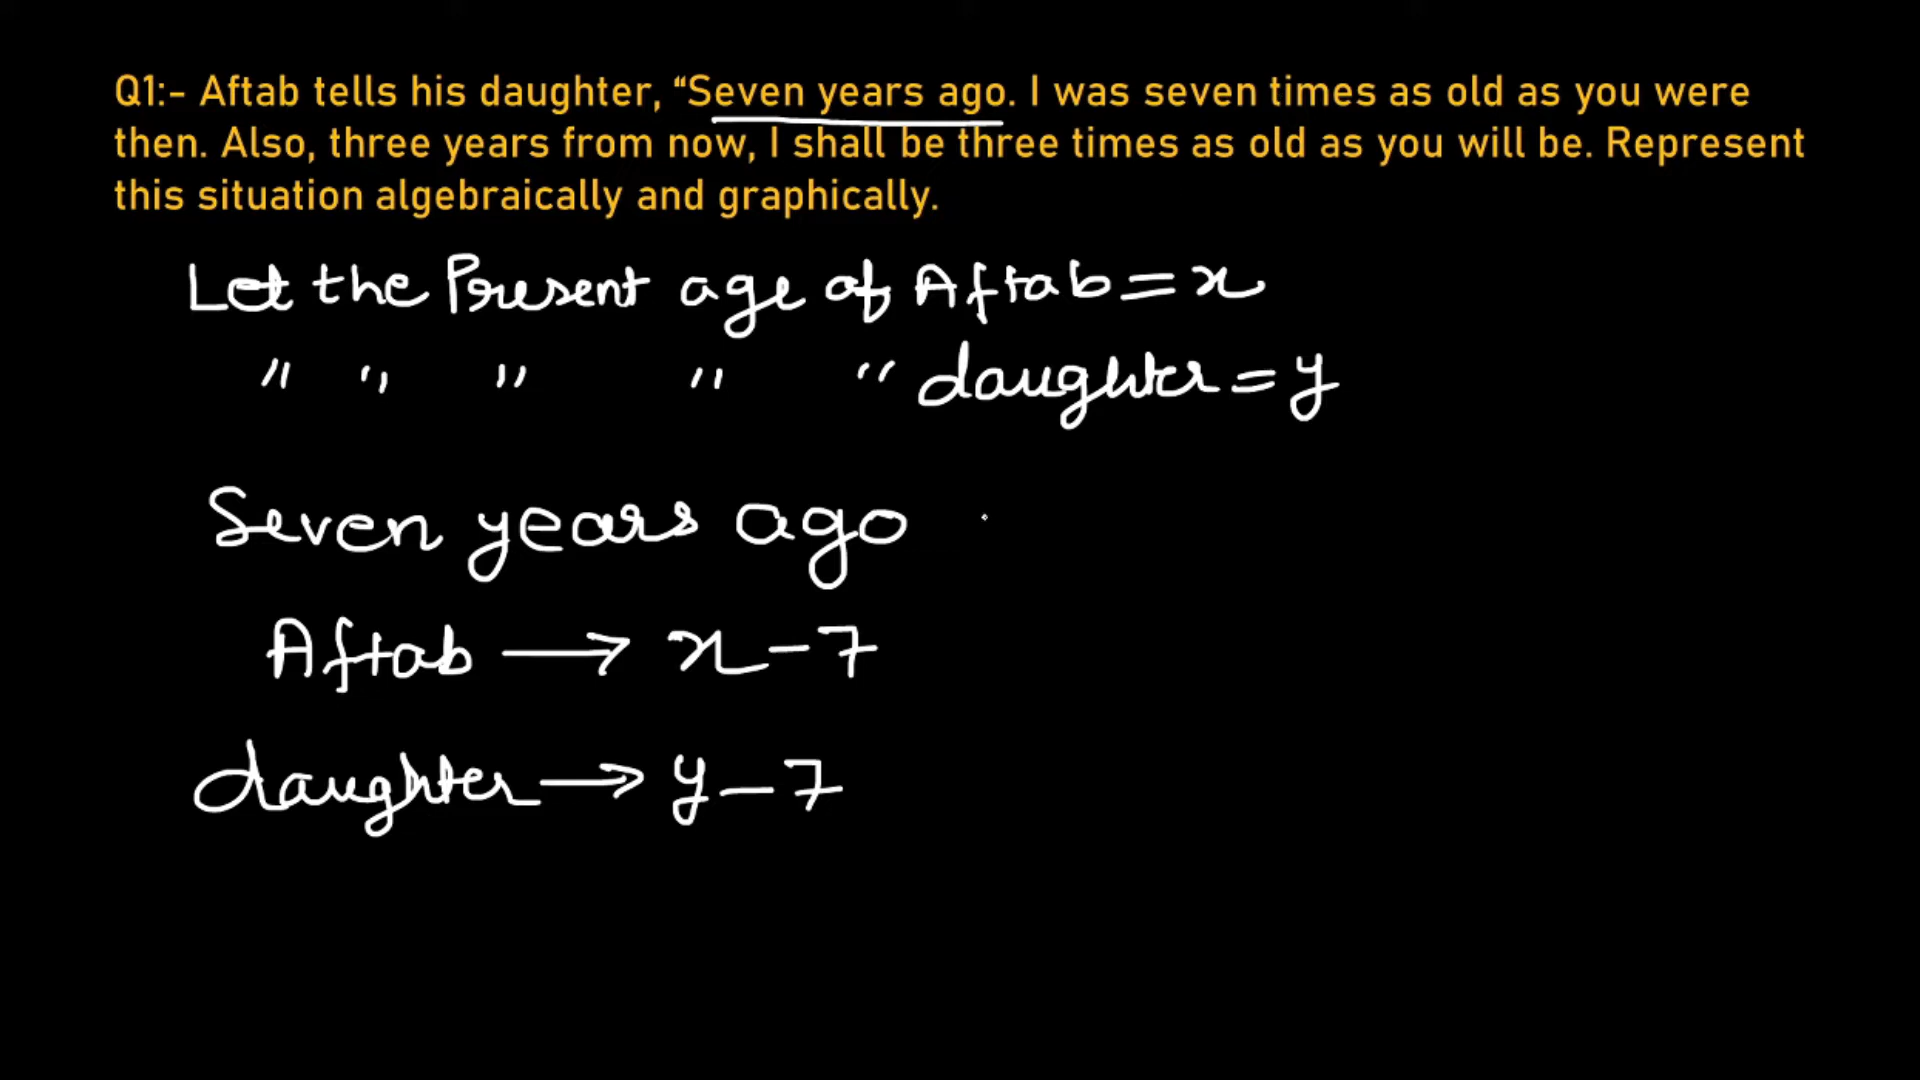 Q1:- Aftab tells his daughter, “Seven years ago. I was seven times as old as you were
then. Also, three years from now, I shall be three times as old as you will be. Represent
this situation algebraically and graphically.
Let the Present age of Aftab = x
" " " " " daughter = y
Seven years ago
Aftab → x - 7
daughter → y - 7